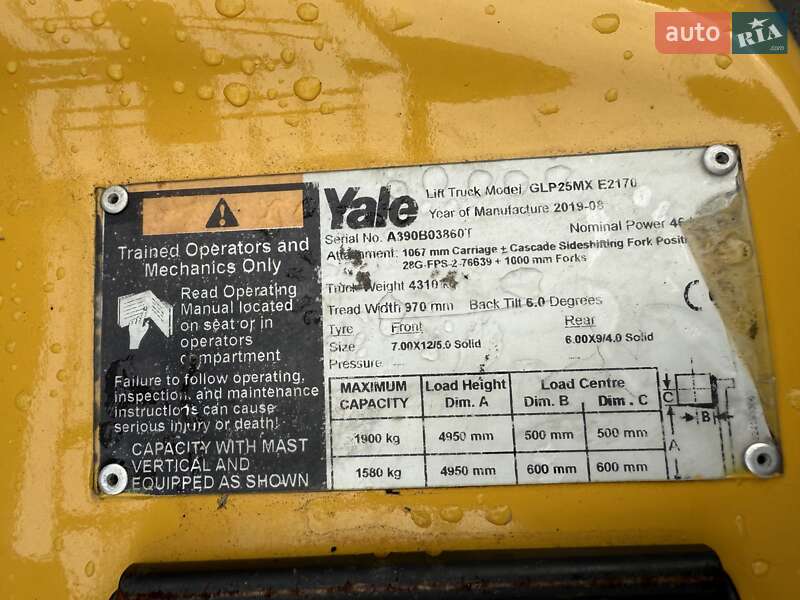 auto RIA
.com
Yale
Lift Truck Model GLP25MX E2170
Year of Manufacture 2019-08
Serial No. A390B03860T
Nominal Power
Attachment: 1067 mm Carriage ± Cascade Sideshifting Fork
28G-FPS-2-76639 + 1000 mm Forks
Truck Weight 4310
Tread Width 970 mm Back Tilt 6.0 Degrees
Tyre Front Rear
Size 7.00X12/5.0 Solid 6.00X9/4.0 Solid
Pressure
MAXIMUM CAPACITY Load Height Dim. A Load Centre Dim. B Dim. C
1900 kg 4950 mm 500 mm 500 mm
1580 kg 4950 mm 600 mm 600 mm
C
B
A
CE
Trained Operators and
Mechanics Only
Read Operating
Manual located
on seat or in
operators
compartment
Failure to follow operating,
inspection, and maintenance
instructions can cause
serious injury or death!
CAPACITY WITH MAST
VERTICAL AND
EQUIPPED AS SHOWN